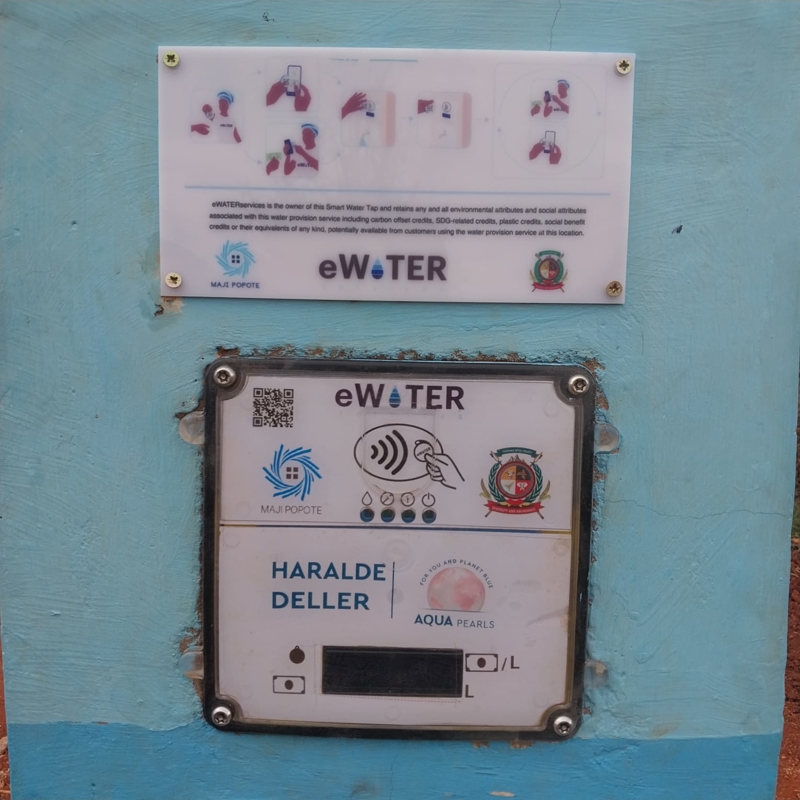 eWATERservices is the owner of this Smart Water Tap and retains any and all environmental attributes and social attributes
associated with this water provision service including carbon offset credits, SDG-related credits, plastic credits, social benefit
credits or their equivalents of any kind, potentially available from customers using the water provision service at this location.
MAJI POPOTE
eWATER
eWATER
MAJI POPOTE
HARALDE
DELLER
FOR YOU AND PLANET BLUE
AQUA PEARLS
/L
L